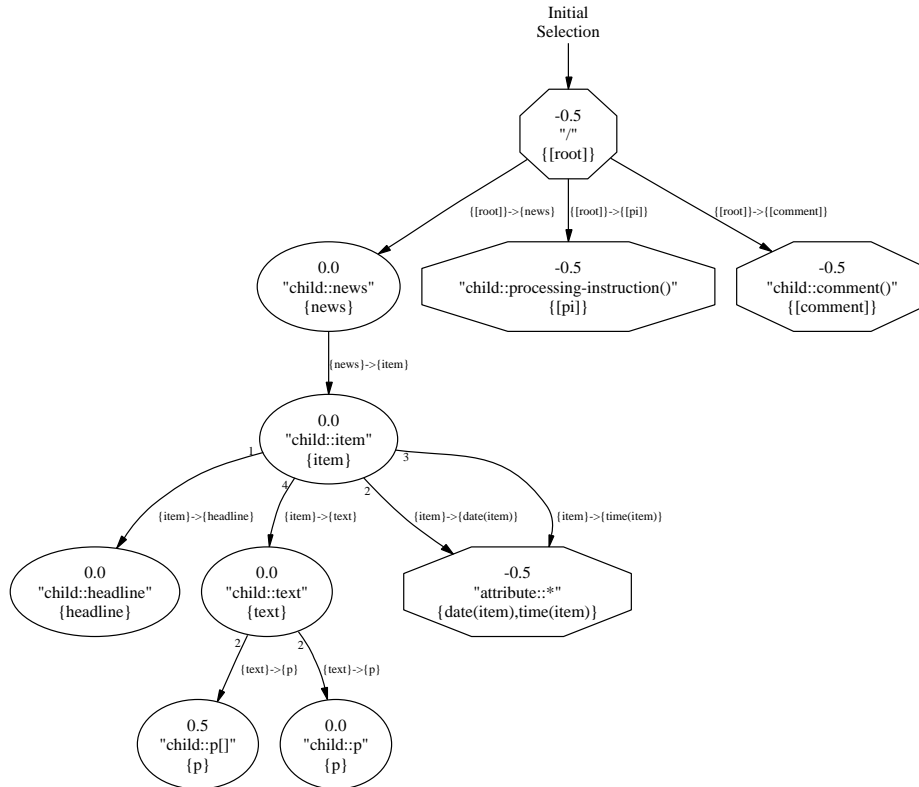 Initial
Selection
-0.5
"/"
{[root]}
{[root]->{news}
{[root]}->{[pi]}
{[root]}->{[comment]}
0.0
"child::news"
{news}
-0.5
"child::processing-instruction()"
{[pi]}
-0.5
"child::comment()"
{[comment]}
{news}->{item}
0.0
"child::item"
{item}
1
4
2
3
{item}->{headline}
{item}->{text}
{item}->{date(item)}
{item}->{time(item)}
0.0
"child::headline"
{headline}
0.0
"child::text"
{text}
-0.5
"attribute::*"
{date(item),time(item)}
2
2
{text}->{p}
{text}->{p}
0.5
"child::p[]"
{p}
0.0
"child::p"
{p}